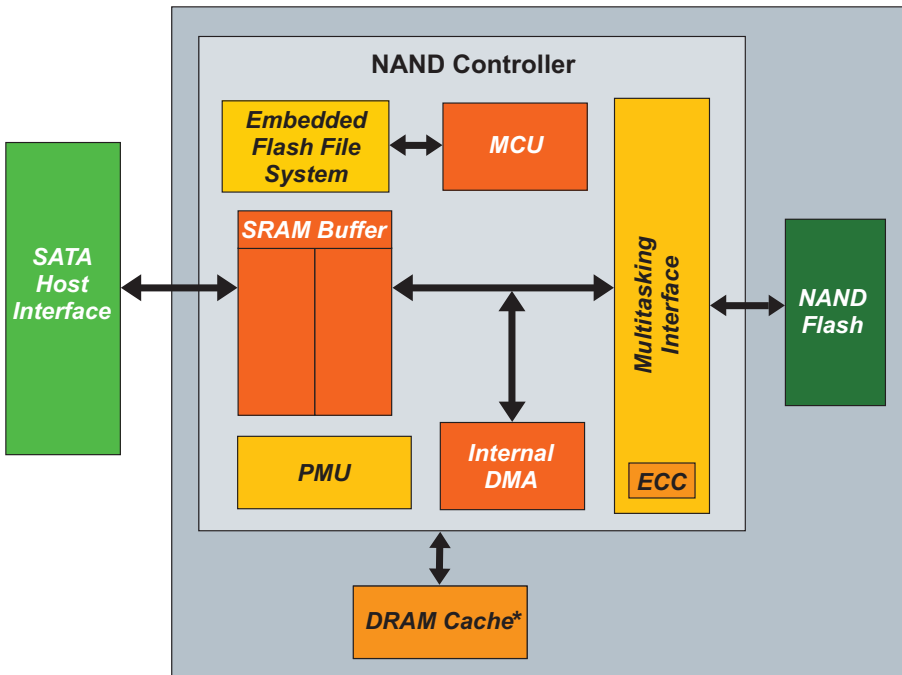 NAND Controller
Embedded
Flash File
System
MCU
SRAM Buffer
SATA
Host
Interface
Multitasking
Interface
NAND
Flash
PMU
Internal
DMA
ECC
DRAM Cache*